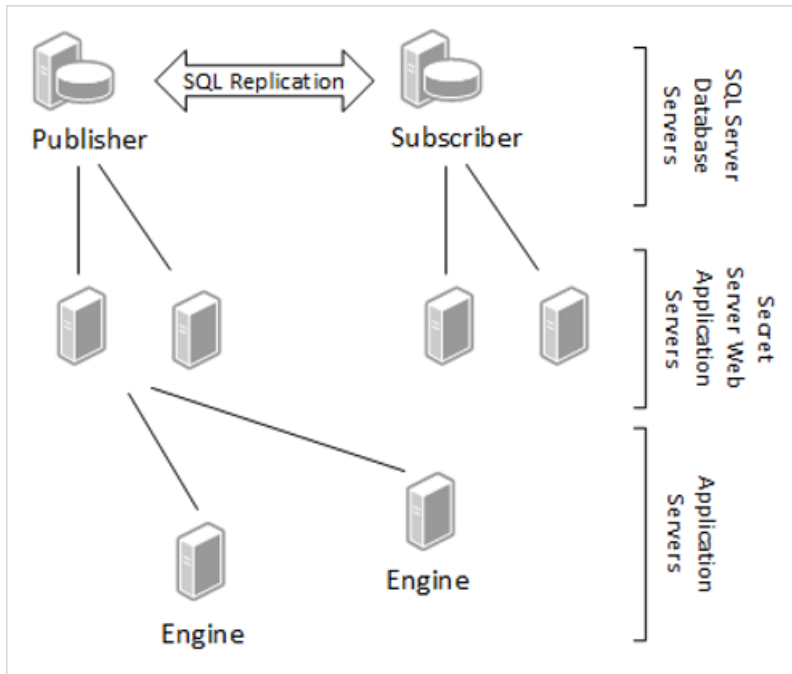 SQL Replication
Publisher
Subscriber
SQL Server
Database
Servers
Secret
Server Web
Application
Servers
Application
Servers
Engine
Engine